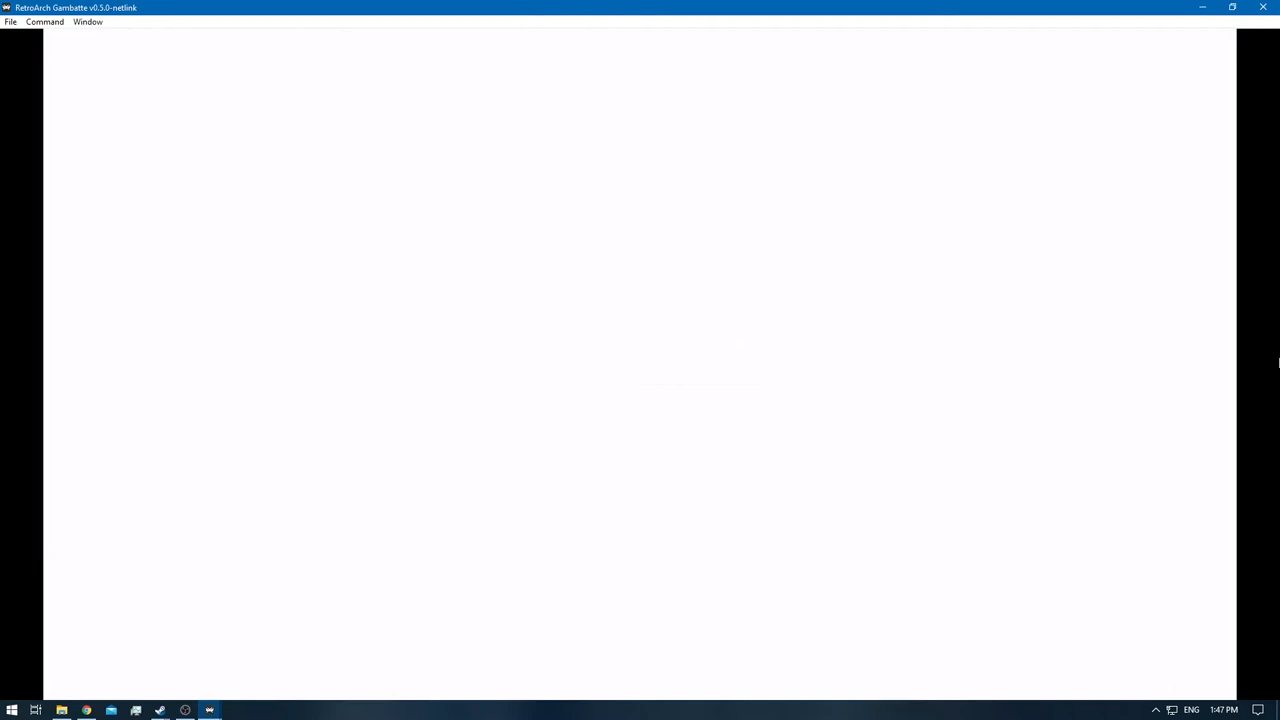 RetroArch Gambatte v0.5.0-netlink
File Command Window
ENG 1:47 PM